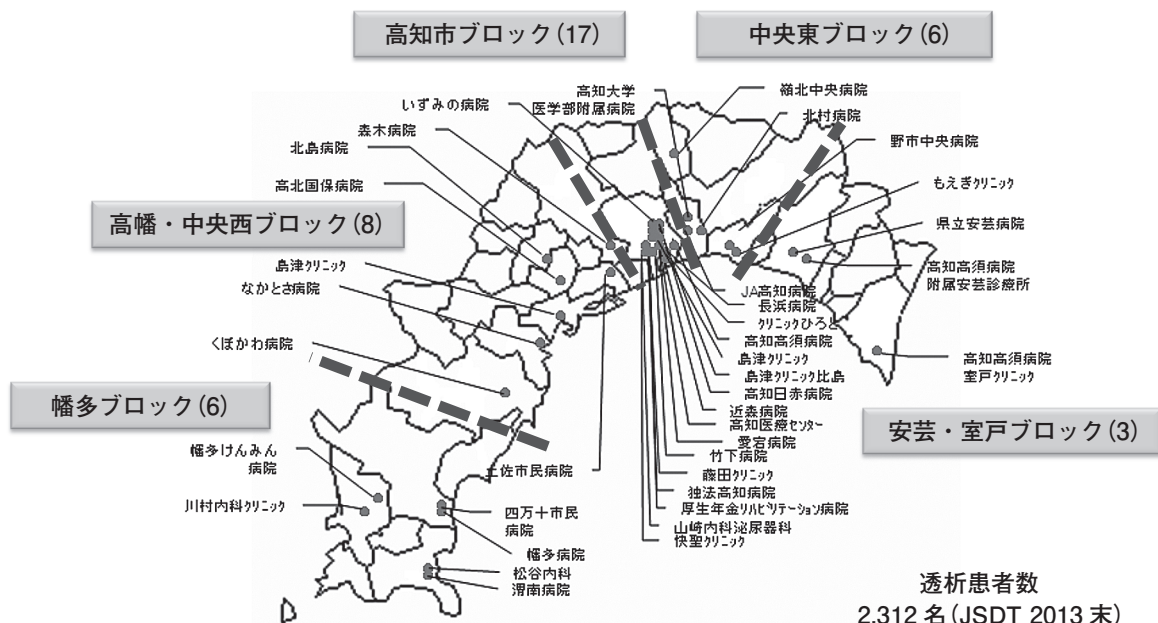 高知市ブロック(17)
中央東ブロック(6)
高知大学
医学部附属病院
嶺北中央病院
いずみの病院
北村病院
森木病院
野市中央病院
北島病院
もえぎクリニック
高北国保病院
県立安芸病院
高幡・中央西ブロック(8)
高知高須病院
附属安芸診療所
島津クリニック
なかとさ病院
JA高知病院
長浜病院
クリニックひろと
くぼかわ病院
高知高須病院
島津クリニック
高知高須病院
室戸クリニック
島津クリニック比島
高知日赤病院
幡多ブロック(6)
近森病院
高知医療センター
安芸・室戸ブロック(3)
愛宕病院
幡多けんみん
病院
竹下病院
土佐市民病院
藤田クリニック
独法高知病院
川村内科クリニック
四万十市民
病院
厚生年金リハビリテーション病院
山崎内科泌尿器科
快聖クリニック
幡多病院
松谷内科
渭南病院
透析患者数
2,312 名(JSDT 2013 末)